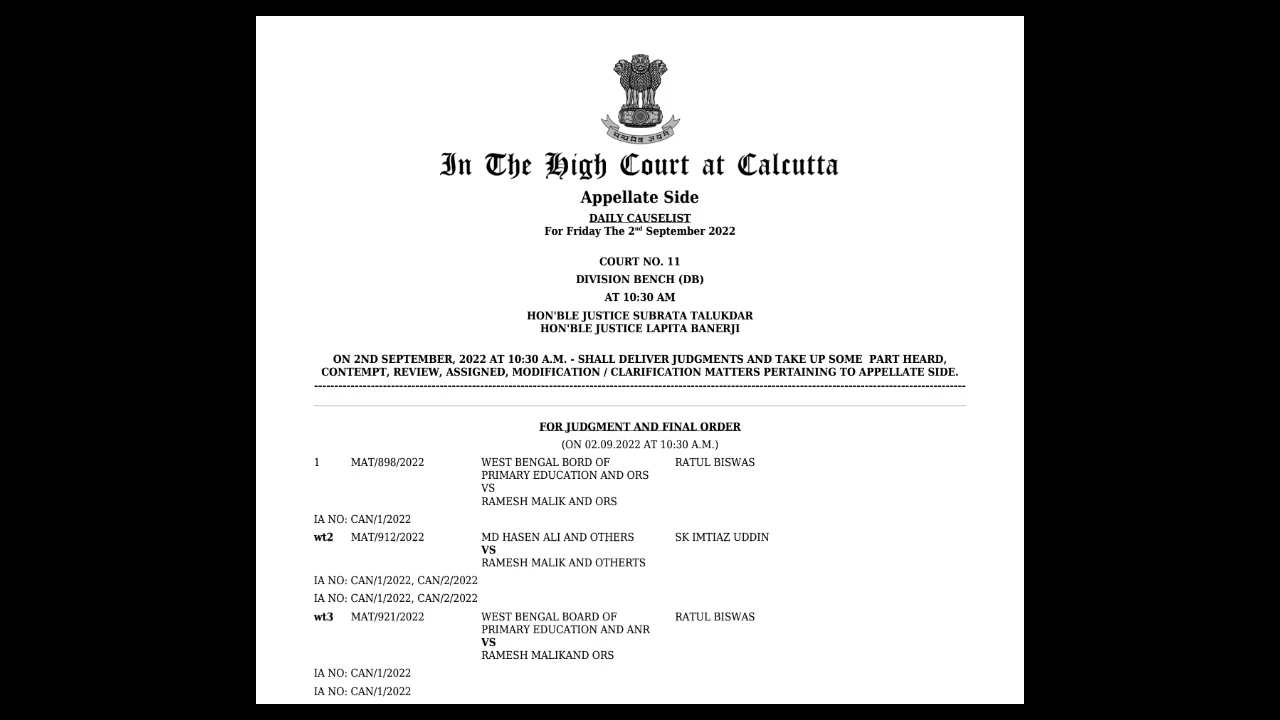 सत्यमेव जयते
In The High Court at Calcutta
Appellate Side
DAILY CAUSELIST
For Friday The 2nd September 2022
COURT NO. 11
DIVISION BENCH (DB)
AT 10:30 AM
HON'BLE JUSTICE SUBRATA TALUKDAR
HON'BLE JUSTICE LAPITA BANERJI
ON 2ND SEPTEMBER, 2022 AT 10:30 A.M. - SHALL DELIVER JUDGMENTS AND TAKE UP SOME PART HEARD,
CONTEMPT, REVIEW, ASSIGNED, MODIFICATION / CLARIFICATION MATTERS PERTAINING TO APPELLATE SIDE.
FOR JUDGMENT AND FINAL ORDER
(ON 02.09.2022 AT 10:30 A.M.)
1 MAT/898/2022 WEST BENGAL BORD OF RATUL BISWAS
PRIMARY EDUCATION AND ORS
VS
RAMESH MALIK AND ORS
IA NO: CAN/1/2022
wt2 MAT/912/2022 MD HASEN ALI AND OTHERS SK IMTIAZ UDDIN
VS
RAMESH MALIK AND OTHERTS
IA NO: CAN/1/2022, CAN/2/2022
IA NO: CAN/1/2022, CAN/2/2022
wt3 MAT/921/2022 WEST BENGAL BOARD OF RATUL BISWAS
PRIMARY EDUCATION AND ANR
VS
RAMESH MALIKAND ORS
IA NO: CAN/1/2022
IA NO: CAN/1/2022